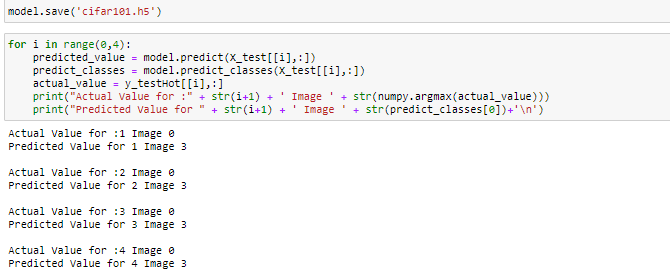 model.save('cifar101.h5')
for i in range(0,4):
    predicted_value = model.predict(X_test[[i],:])
    predict_classes = model.predict_classes(X_test[[i],:])
    actual_value = y_testHot[[i],:]
    print("Actual Value for :" + str(i+1) + ' Image ' + str(numpy.argmax(actual_value)))
    print("Predicted Value for " + str(i+1) + ' Image ' + str(predict_classes[0])+'\n')
Actual Value for :1 Image 0
Predicted Value for 1 Image 3
Actual Value for :2 Image 0
Predicted Value for 2 Image 3
Actual Value for :3 Image 0
Predicted Value for 3 Image 3
Actual Value for :4 Image 0
Predicted Value for 4 Image 3